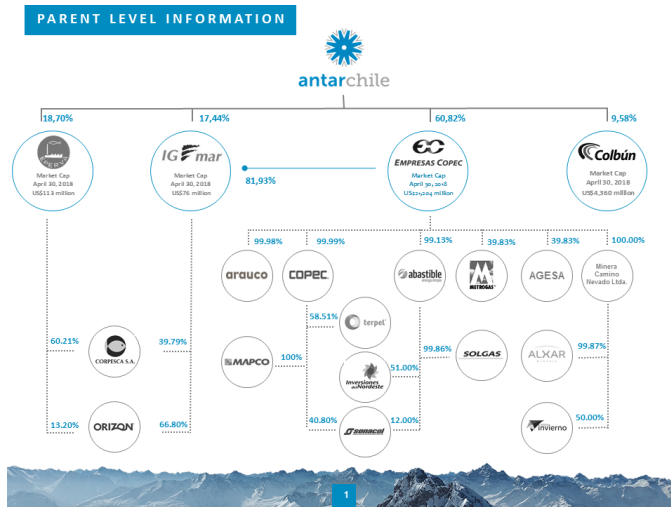 PARENT LEVEL INFORMATION
antarchile
18,70%
17,44%
60,82%
9,58%
EPERVA
Market Cap
April 30, 2018
US$113 million
IG emar
Market Cap
April 30, 2018
US$76 million
81,93%
EMPRESAS COPEC
Market Cap
April 30, 2018
US$21,204 million
Colbún
Market Cap
April 30, 2018
US$4,360 million
99.98%
99.99%
99.13%
39.83%
39.83%
100.00%
arauco
COPEC
abastible
METROGAS
AGESA
Minera
Camino
Nevado Ltda.
58.51%
terpel
60.21%
CORPESCA S.A.
39.79%
MAPCO
100%
Inversiones
del Nordeste
51.00%
99.86%
SOLGAS
ALXAR
99.87%
13.20%
ORIZON
66.80%
40.80%
sonacol
12.00%
invierno
50.00%
1